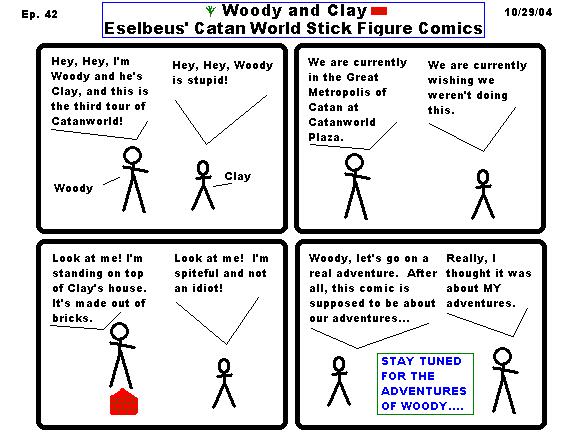 Ep. 42
Woody and Clay
10/29/04
Eselbeus' Catan World Stick Figure Comics
Hey, Hey, I'm
Woody and he's
Clay, and this is
the third tour of
Catanworld!
Hey, Hey, Woody
is stupid!
Woody
Clay
We are currently
in the Great
Metropolis of
Catan at
Catanworld
Plaza.
We are currently
wishing we
weren't doing
this.
Look at me! I'm
standing on top
of Clay's house.
It's made out of
bricks.
Look at me! I'm
spiteful and not
an idiot!
Woody, let's go on a
real adventure. After
all, this comic is
supposed to be about
our adventures...
Really, I
thought it was
about MY
adventures.
STAY TUNED
FOR THE
ADVENTURES
OF WOODY....